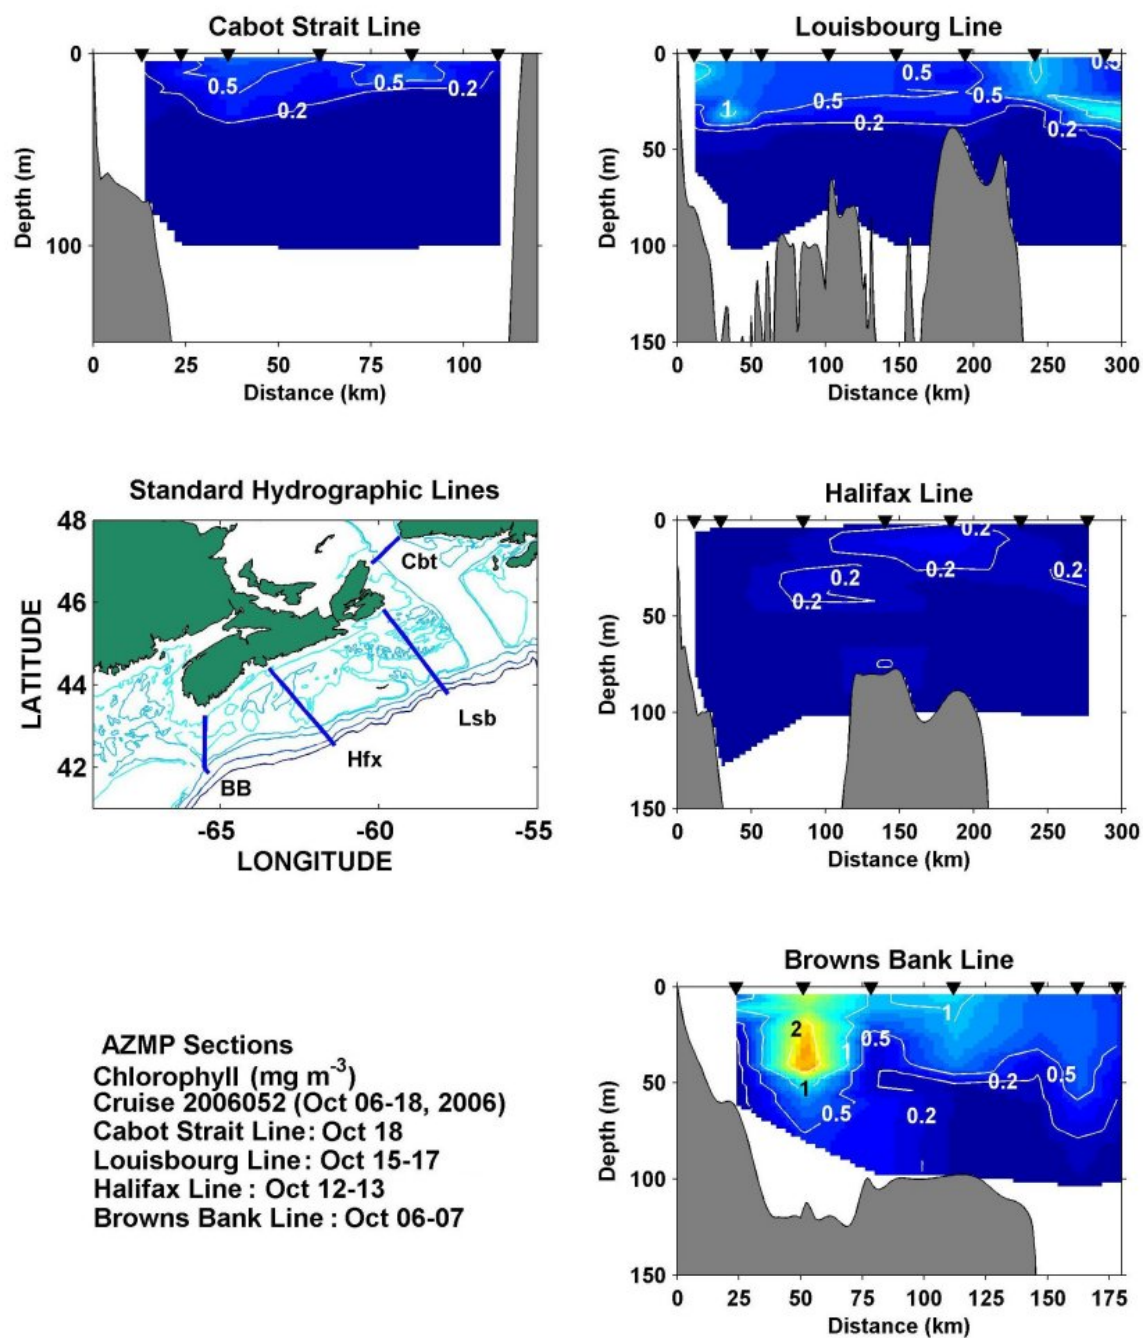 Cabot Strait Line
0
50
100
Depth (m)
0.5
0.5
0.2
0.2
0
25
50
75
100
Distance (km)
Louisbourg Line
0
50
100
150
Depth (m)
0.5
0.5
1
0.5
0.5
0.2
0.2
0.2
0
50
100
150
200
250
300
Distance (km)
Standard Hydrographic Lines
48
46
44
42
LATITUDE
Cbt
Lsb
Hfx
BB
-65
-60
-55
LONGITUDE
Halifax Line
0
50
100
150
Depth (m)
0.2
0.2
0.2
0.2
0.2
0
50
100
150
200
250
300
Distance (km)
AZMP Sections
Chlorophyll (mg m-3)
Cruise 2006052 (Oct 06-18, 2006)
Cabot Strait Line: Oct 18
Louisbourg Line: Oct 15-17
Halifax Line : Oct 12-13
Browns Bank Line : Oct 06-07
Browns Bank Line
0
50
100
150
Depth (m)
2
1
1
1
0.5
0.5
0.5
0.2
0.2
0
25
50
75
100
125
150
175
Distance (km)